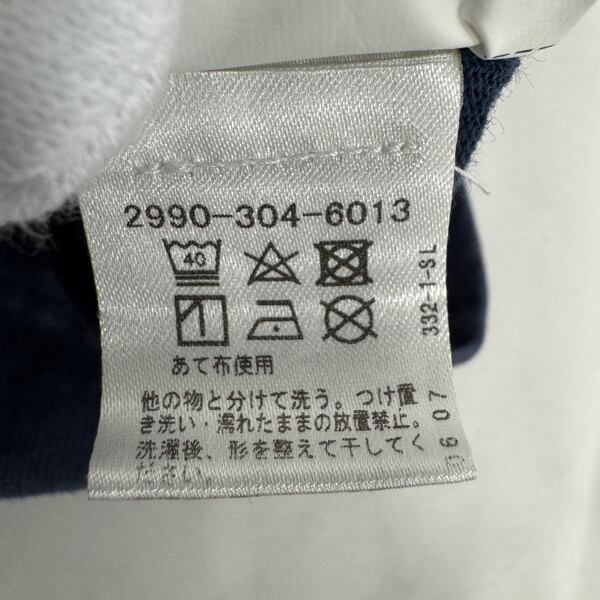 2990-304-6013
40
あて布使用
他の物と分けて洗う。つけ置
き洗い・濡れたままの放置禁止。
洗濯後、形を整えて干してく
ださい。
332-1-SL
07